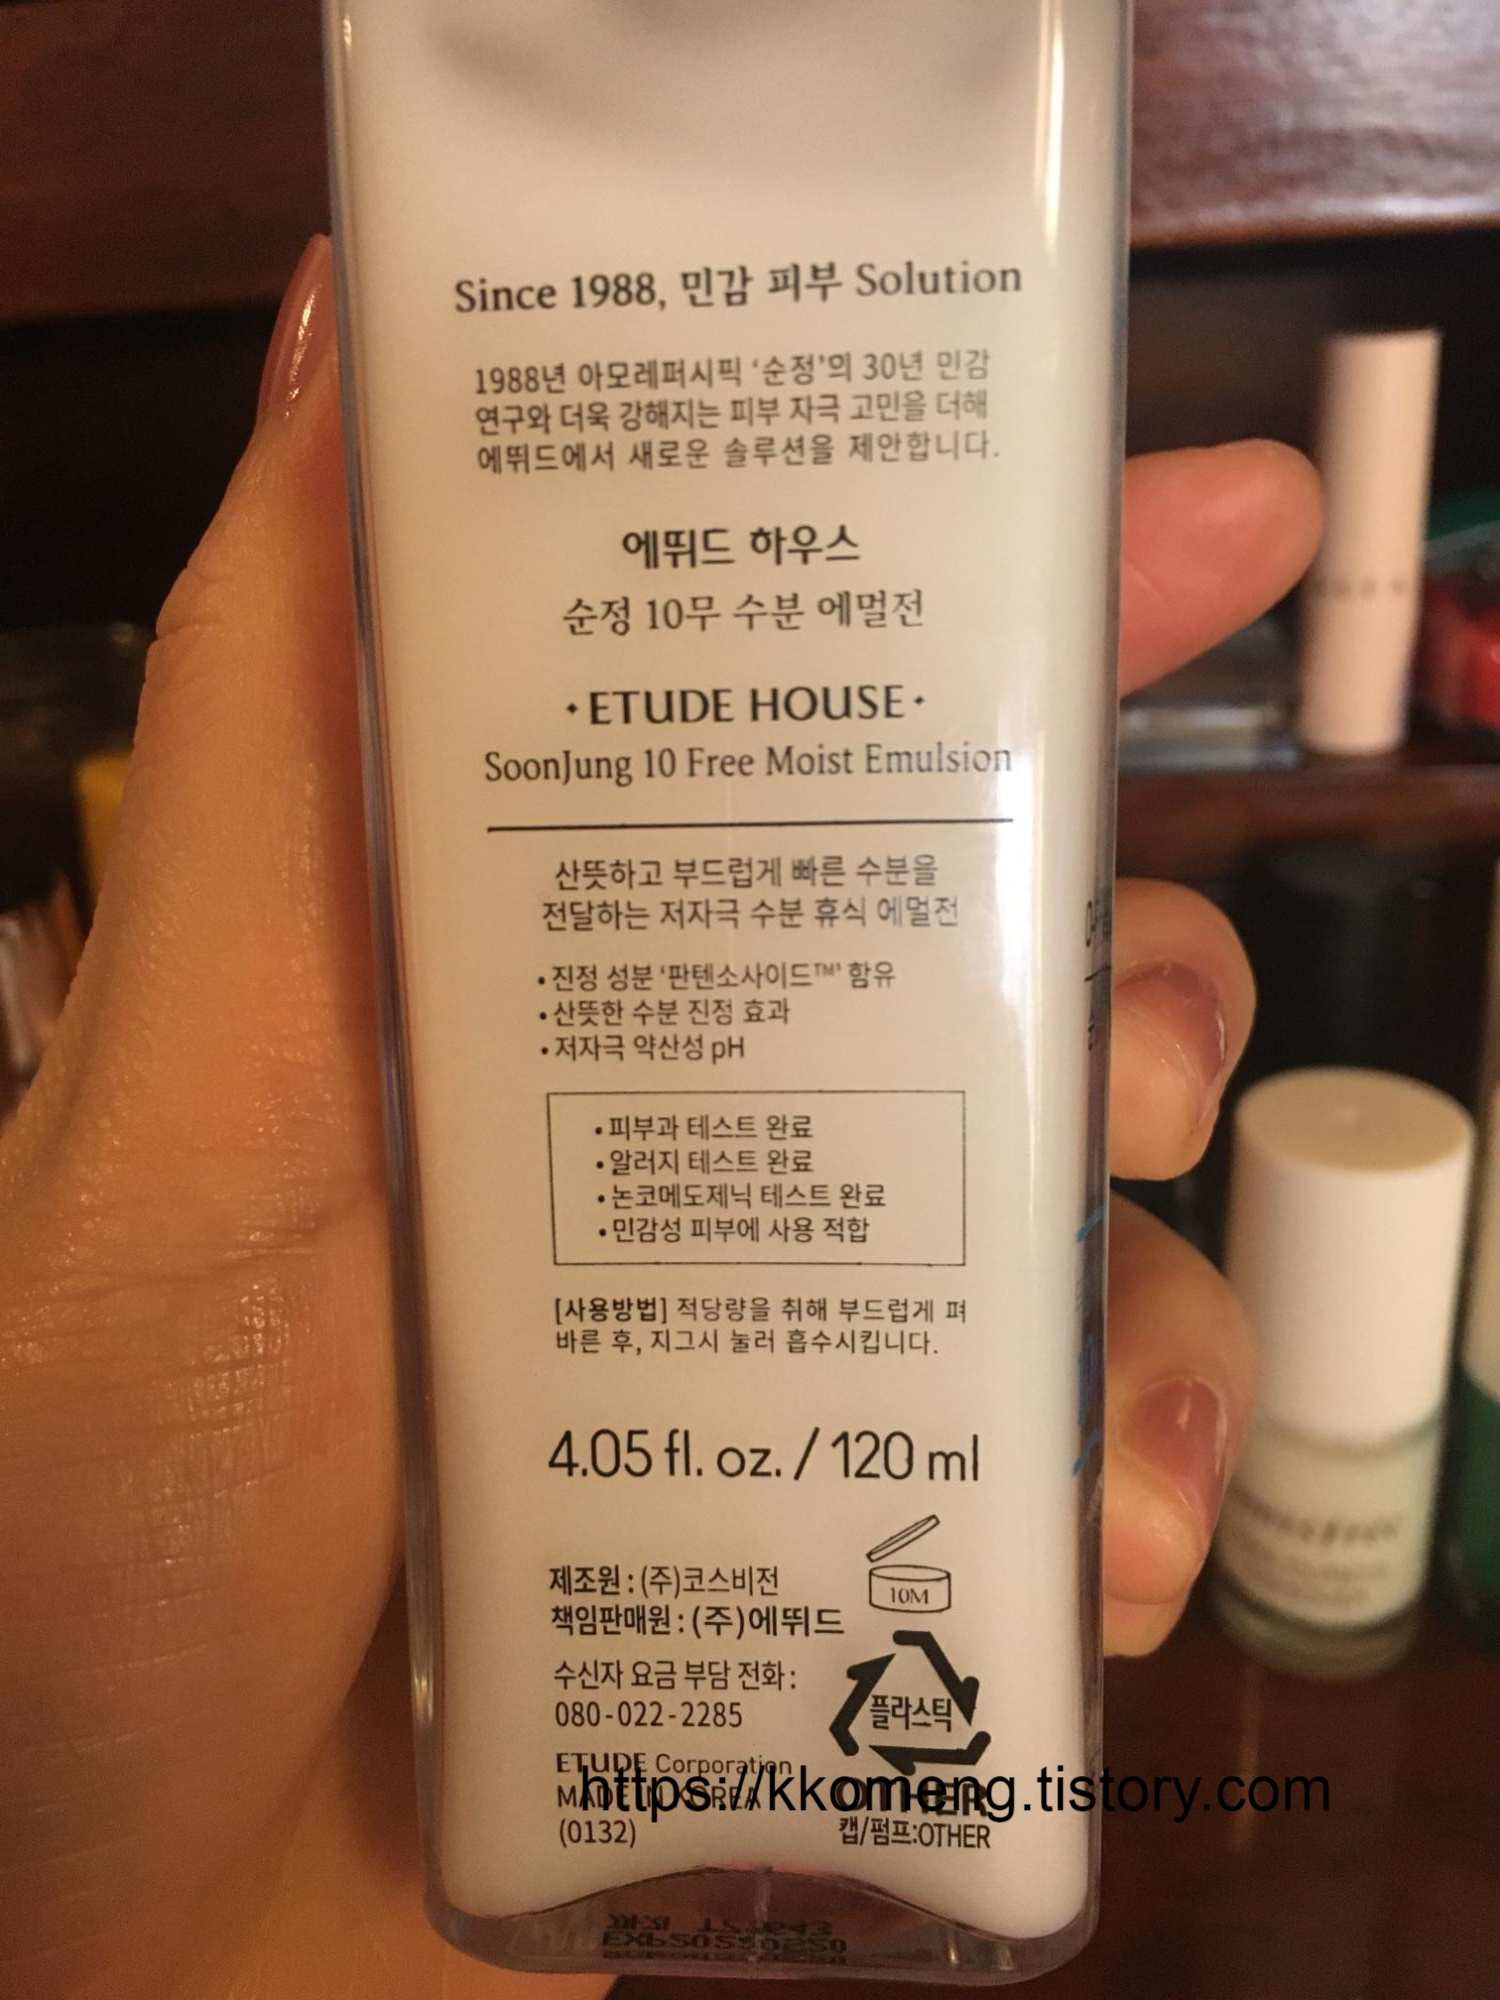 Since 1988, 민감 피부 Solution
1988년 아모레퍼시픽 ‘순정’의 30년 민감
연구와 더욱 강해지는 피부 자극 고민을 더해
에뛰드에서 새로운 솔루션을 제안합니다.
에뛰드 하우스
순정 10무 수분 에멀전
·ETUDE HOUSE·
SoonJung 10 Free Moist Emulsion
산뜻하고 부드럽게 빠른 수분을
전달하는 저자극 수분 휴식 에멀전
•진정 성분 ‘판텐소사이드™’ 함유
•산뜻한 수분 진정 효과
•저자극 약산성 pH
•피부과 테스트 완료
•알러지 테스트 완료
•논코메도제닉 테스트 완료
•민감성 피부에 사용 적합
[사용방법] 적당량을 취해 부드럽게 펴
바른 후, 지그시 눌러 흡수시킵니다.
4.05 fl. oz. / 120 ml
10M
제조원 : (주)코스비전
책임판매원 : (주)에뛰드
수신자 요금 부담 전화 :
080-022-2285
플라스틱
ETUDE Corporation
MADE IN KOREA
OTHER
https://kkomeng.tistory.com
(0132)
캡/펌프:OTHER